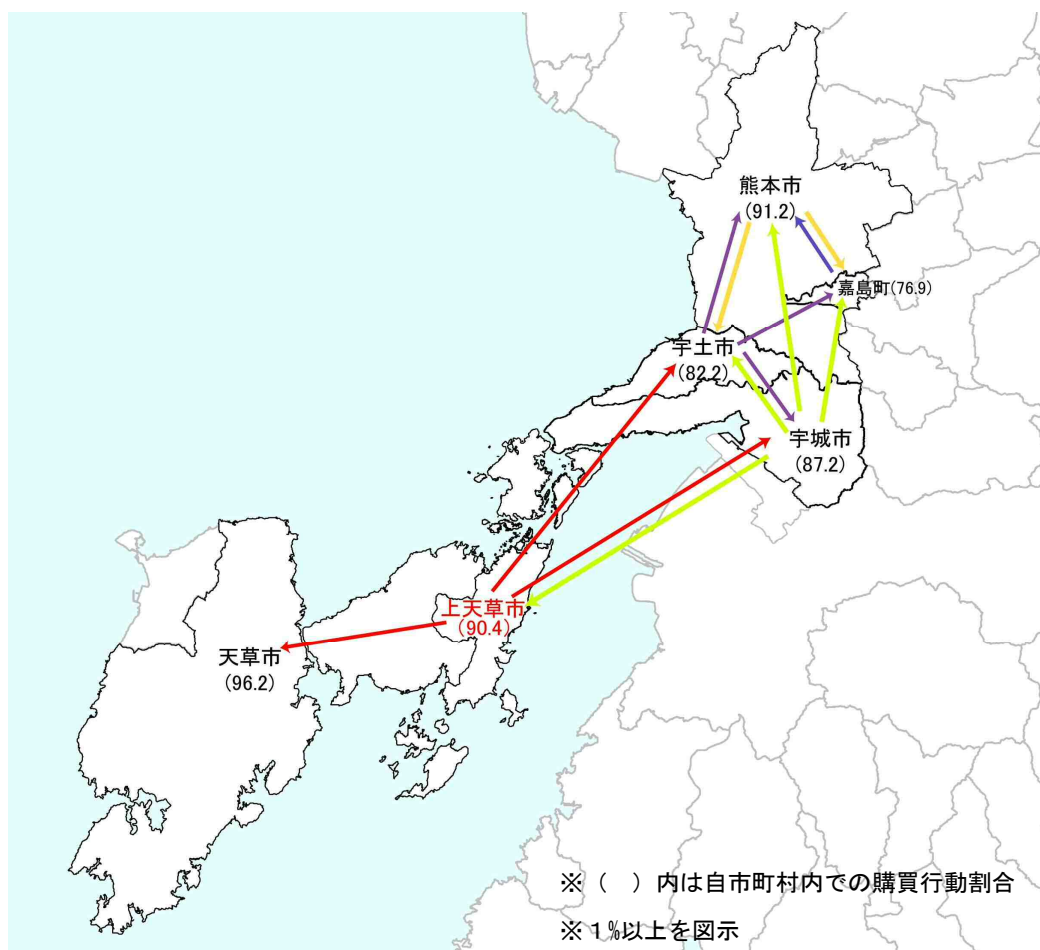 熊本市
(91.2)
嘉島町(76.9)
宇土市
(82.2)
宇城市
(87.2)
上天草市
(90.4)
天草市
(96.2)
※（　）内は自市町村内での購買行動割合
※１%以上を図示